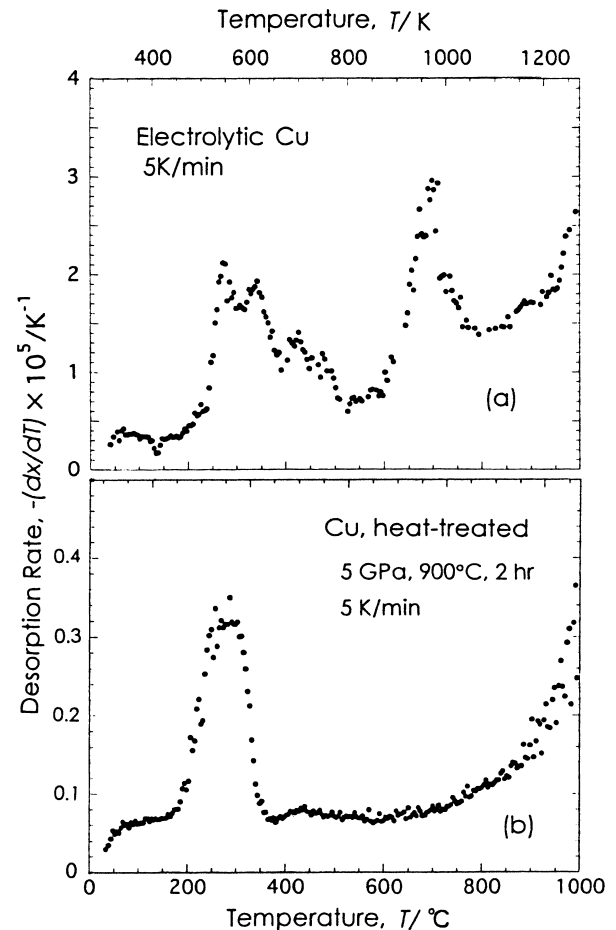 Temperature, T/ K
400 600 800 1000 1200
4
3
2
1
0
Electrolytic Cu
5K/min
(a)
Desorption Rate, -(dx/dT) × 10⁵/K⁻¹
0.4
0.3
0.2
0.1
0
Cu, heat-treated
5 GPa, 900°C, 2 hr
5 K/min
(b)
0 200 400 600 800 1000
Temperature, T/ °C